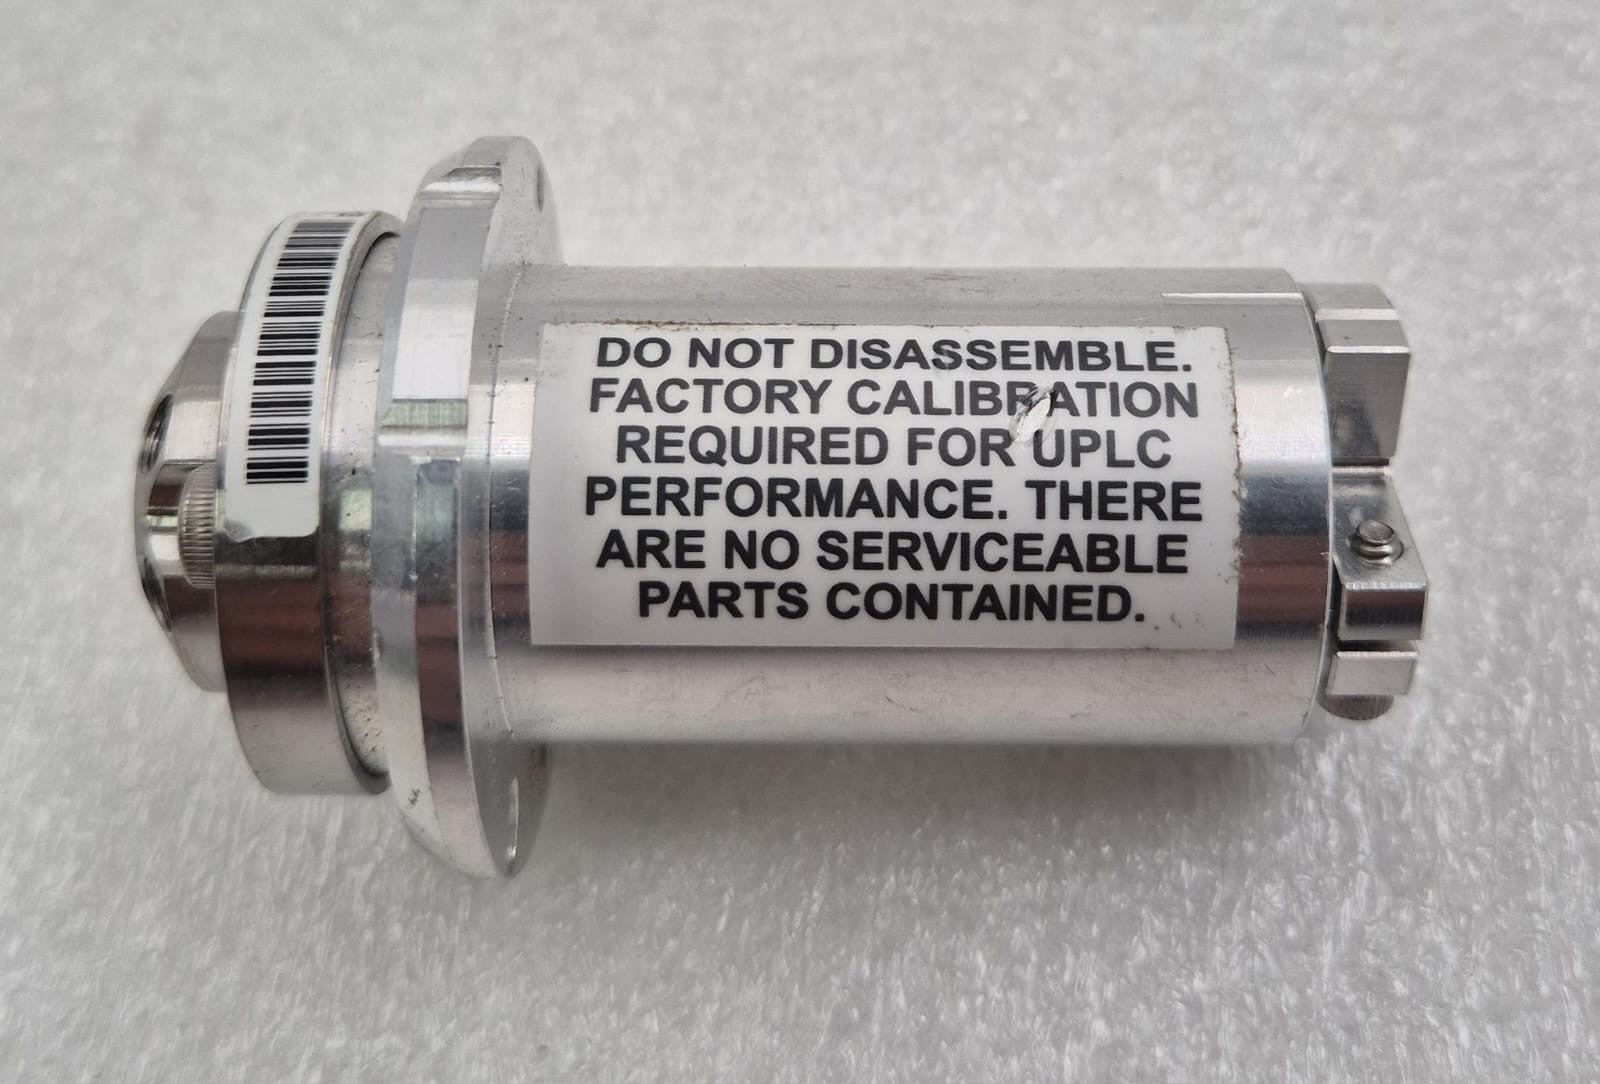 DO NOT DISASSEMBLE.
FACTORY CALIBRATION
REQUIRED FOR UPLC
PERFORMANCE. THERE
ARE NO SERVICEABLE
PARTS CONTAINED.